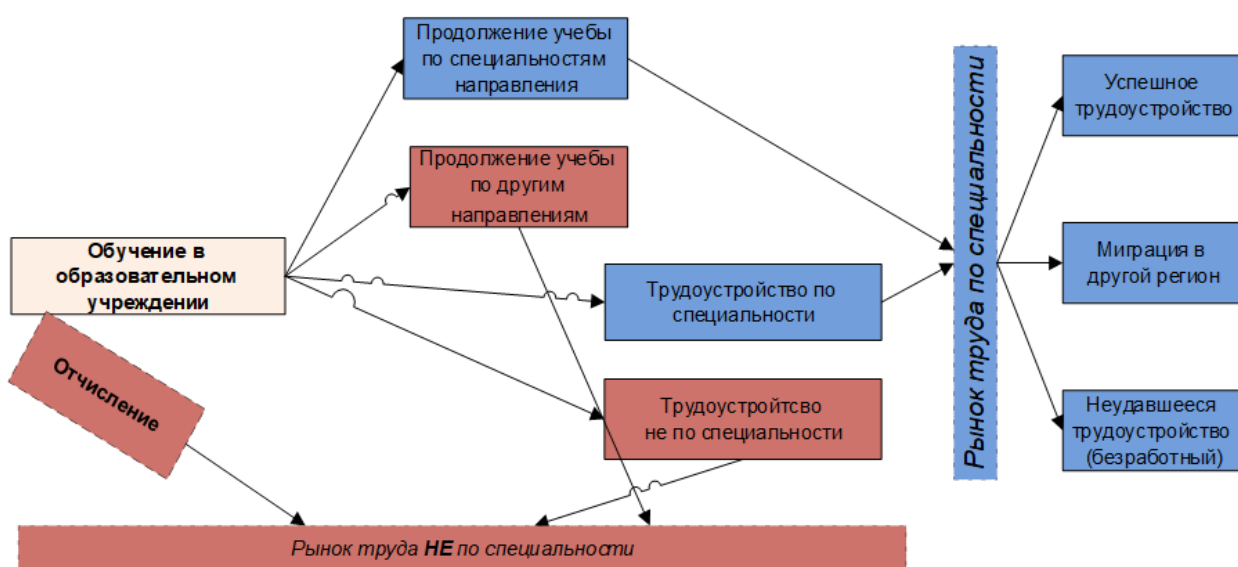 Продолжение учебы
по специальностям
направления
Продолжение учебы
по другим
направлениям
Обучение в
образовательном
учреждении
Отчисление
Трудоустройство по
специальности
Трудоустройтсво
не по специальности
Рынок труда НЕ по специальности
Рынок труда по специальности
Успешное
трудоустройство
Миграция в
другой регион
Неудавшееся
трудоустройство
(безработный)